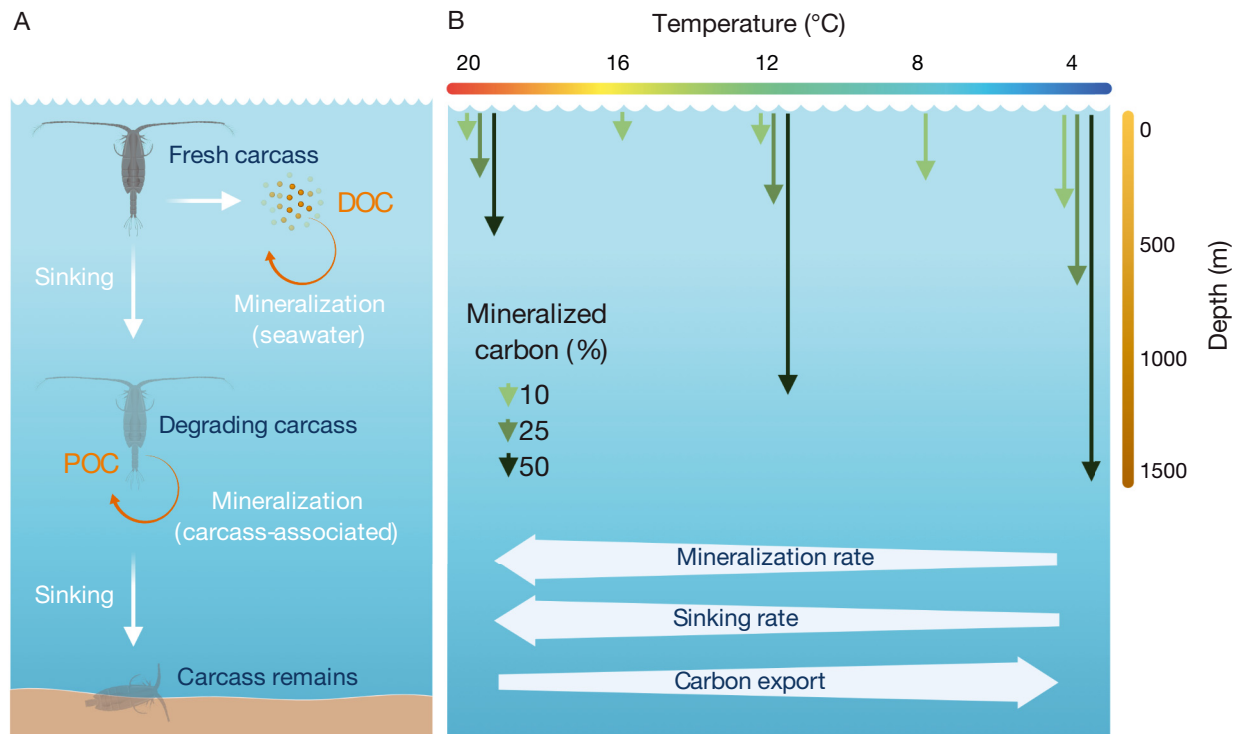 A
Fresh carcass
DOC
Sinking
Mineralization
(seawater)
Degrading carcass
POC
Mineralization
(carcass-associated)
Sinking
Carcass remains
B
Temperature (°C)
20 16 12 8 4
0
500
1000
1500
Depth (m)
Mineralized
carbon (%)
10
25
50
Mineralization rate
Sinking rate
Carbon export